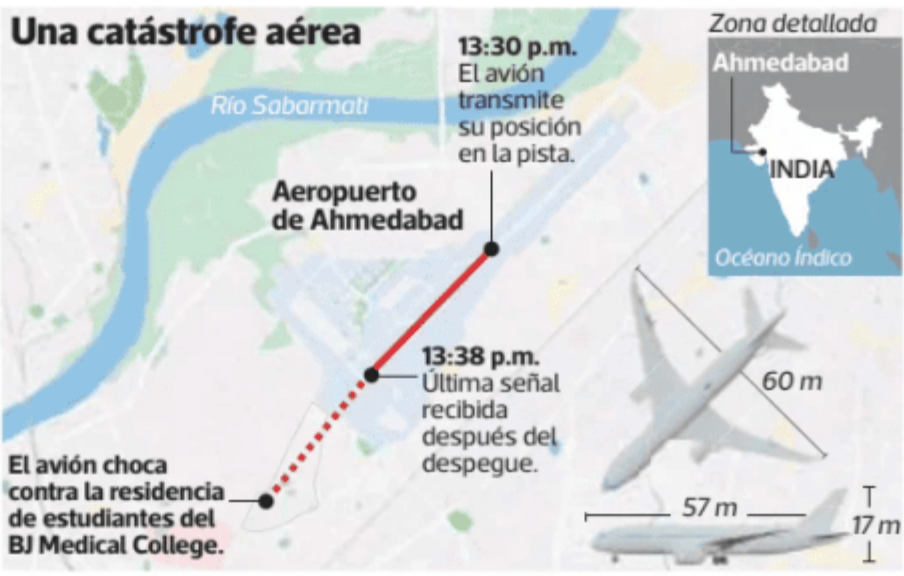 Una catástrofe aérea
Zona detallada
Ahmedabad
INDIA
Océano Índico
13:30 p.m.
El avión
transmite
su posición
en la pista.
Río Sabarmati
Aeropuerto
de Ahmedabad
13:38 p.m.
Última señal
recibida
después del
despegue.
El avión choca
contra la residencia
de estudiantes del
BJ Medical College.
60 m
57 m
17 m